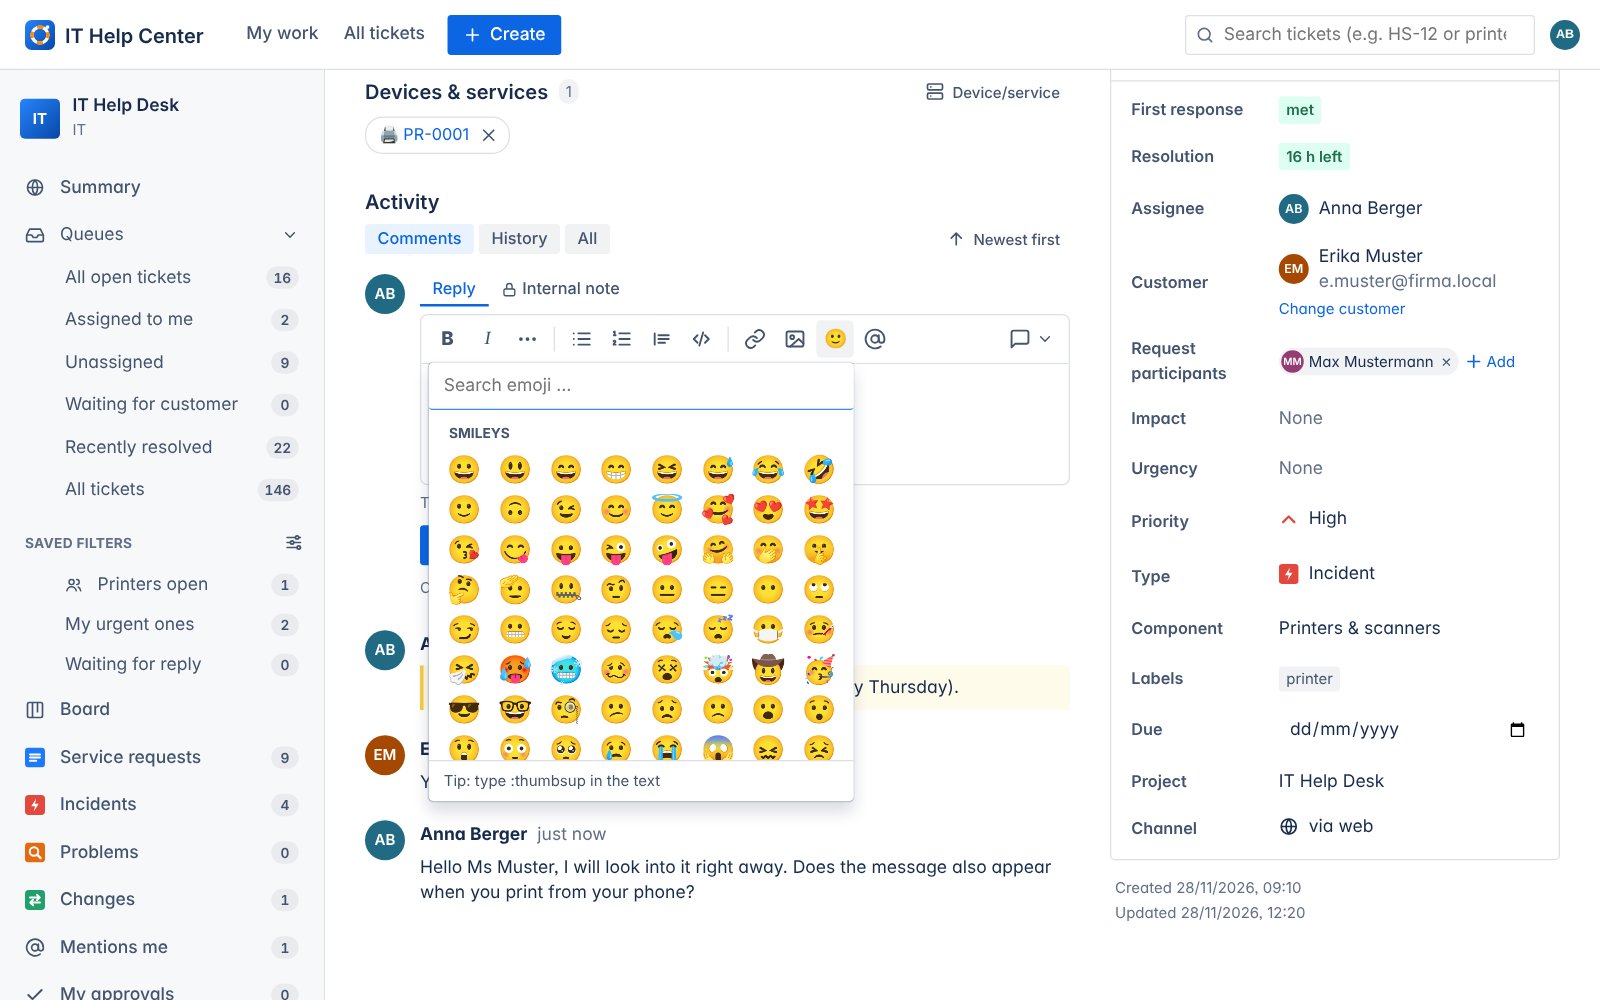 IT Help Center
My work
All tickets
Create
Search tickets (e.g. HS-12 or printe
AB
IT
IT Help Desk
IT
Summary
Queues
All open tickets 16
Assigned to me 2
Unassigned 9
Waiting for customer 0
Recently resolved 22
All tickets 146
SAVED FILTERS
Printers open 1
My urgent ones 2
Waiting for reply 0
Board
Service requests 9
Incidents 4
Problems 0
Changes 1
Mentions me 1
My approvals 0
Devices & services 1
Device/service
PR-0001
Activity
Comments
History
All
Newest first
AB
Reply
Internal note
B I
Search emoji ...
SMILEYS
Tip: type :thumbsup in the text
AB
y Thursday).
EM
AB
Anna Berger just now
Hello Ms Muster, I will look into it right away. Does the message also appear
when you print from your phone?
First response met
Resolution 16 h left
Assignee AB Anna Berger
Customer EM Erika Muster
e.muster@firma.local
Change customer
Request
participants
MM Max Mustermann × + Add
Impact None
Urgency None
Priority High
Type Incident
Component Printers & scanners
Labels printer
Due dd/mm/yyyy
Project IT Help Desk
Channel via web
Created 28/11/2026, 09:10
Updated 28/11/2026, 12:20